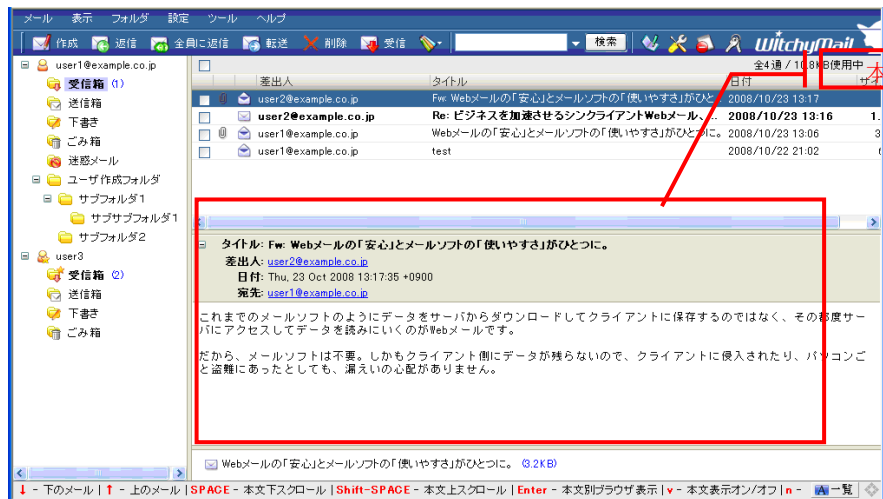 メール 表示 フォルダ 設定 ツール ヘルプ
作成 返信 全員に返信 転送 削除 受信 検索 WitchyMail
user1@example.co.jp
受信箱 (1)
送信箱
下書き
ごみ箱
迷惑メール
ユーザ作成フォルダ
サブフォルダ1
サブサブフォルダ1
サブフォルダ2
user3
受信箱 (2)
送信箱
下書き
ごみ箱
全4通 / 10.8KB使用中
本
差出人 タイトル 日付 サイ
user2@example.co.jp Fw: Webメールの「安心」とメールソフトの「使いやすさ」がひと... 2008/10/23 13:17
user2@example.co.jp Re: ビジネスを加速させるシンクライアントWebメール、... 2008/10/23 13:16 1.
user1@example.co.jp Webメールの「安心」とメールソフトの「使いやすさ」がひとつに。 2008/10/23 13:06 3
user1@example.co.jp test 2008/10/22 21:02
タイトル: Fw: Webメールの「安心」とメールソフトの「使いやすさ」がひとつに。
差出人: user2@example.co.jp
日付: Thu, 23 Oct 2008 13:17:35 +0900
宛先: user1@example.co.jp
これまでのメールソフトのようにデータをサーバからダウンロードしてクライアントに保存するのではなく、その都度サー
バにアクセスしてデータを読みにいくのがWebメールです。
だから、メールソフトは不要。しかもクライアント側にデータが残らないので、クライアントに侵入されたり、パソコンご
と盗難にあったとしても、漏えいの心配がありません。
Webメールの「安心」とメールソフトの「使いやすさ」がひとつに。 (3.2KB)
↓ - 下のメール | ↑ - 上のメール | SPACE - 本文下スクロール | Shift-SPACE - 本文上スクロール | Enter - 本文別ブラウザ表示 | v - 本文表示オン/オフ | n - A 一覧